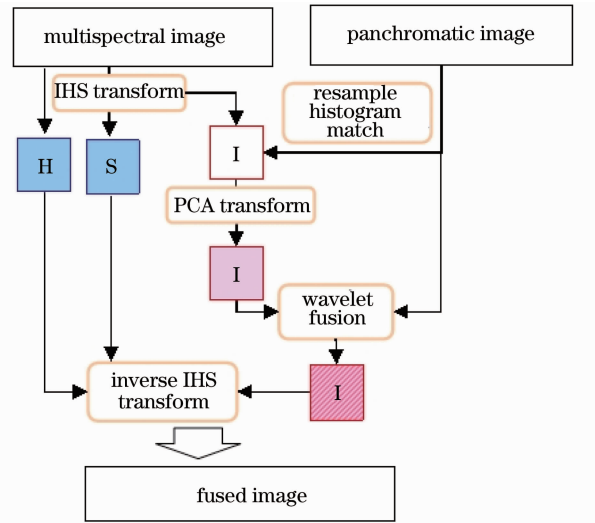 multispectral image
panchromatic image
IHS transform
resample
histogram
match
H
S
I
PCA transform
I
wavelet
fusion
inverse IHS
transform
I
fused image